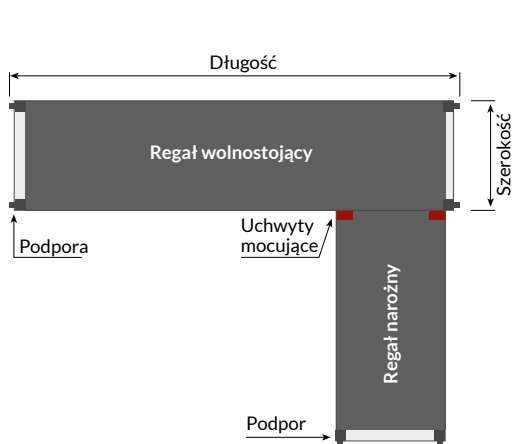 Długość
Regał wolnostojący
Szerokość
Podpora
Uchwyty
mocujące
Regał narożny
Podpor